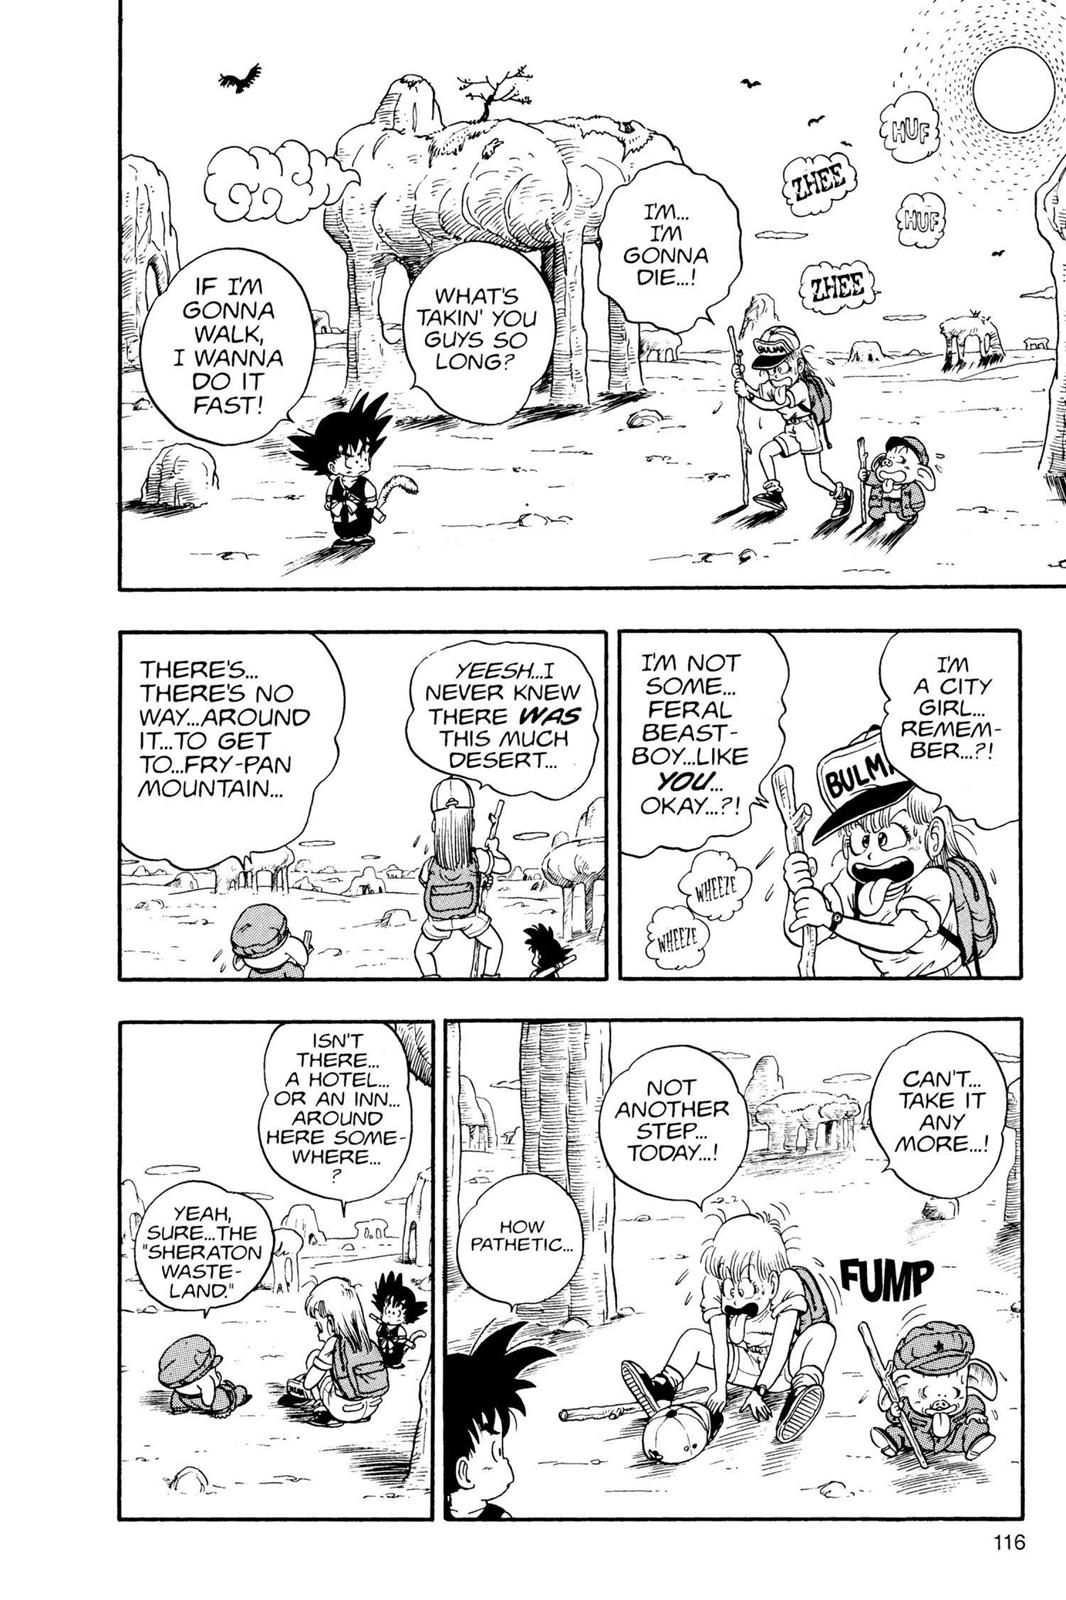 HUF
ZHEE
HUF
ZHEE
I'M...
I'M
GONNA
DIE...!
BULMA
WHAT'S
TAKIN' YOU
GUYS SO
LONG?
IF I'M
GONNA
WALK,
I WANNA
DO IT
FAST!
I'M
A CITY
GIRL...
REMEM-
BER...?!
I'M NOT
SOME...
FERAL
BEAST-
BOY...LIKE
YOU...
OKAY...?!
BULMA
WHEEZE
WHEEZE
YEESH...I
NEVER KNEW
THERE WAS
THIS MUCH
DESERT...
THERE'S...
THERE'S NO
WAY...AROUND
IT...TO GET
TO...FRY-PAN
MOUNTAIN...
CAN'T...
TAKE IT
ANY
MORE...!
NOT
ANOTHER
STEP...
TODAY...!
FUMP
HOW
PATHETIC...
ISN'T
THERE...
A HOTEL...
OR AN INN...
AROUND
HERE SOME-
WHERE...
?
YEAH,
SURE...THE
"SHERATON
WASTE-
LAND."
BULMA
116